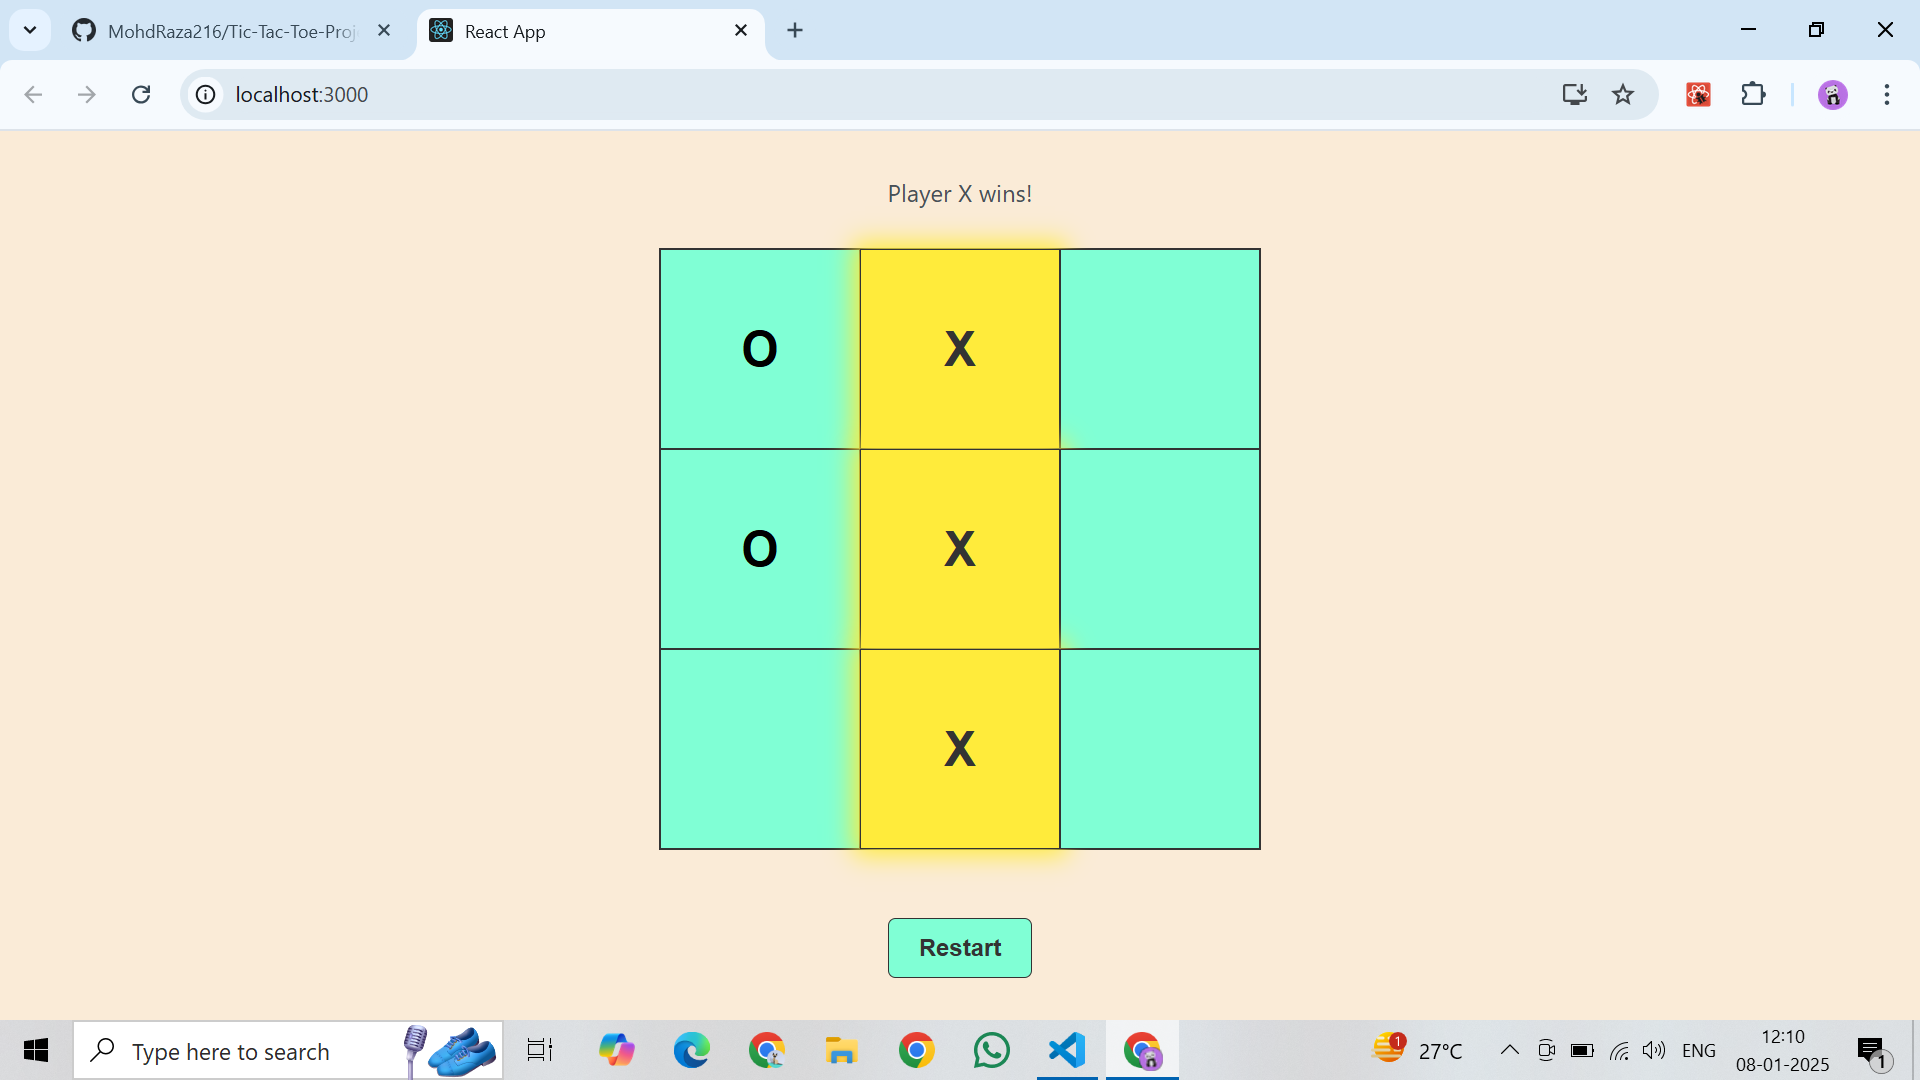 MohdRaza216/Tic-Tac-Toe-Proj
React App
localhost:3000
Player X wins!
O X
O X
X
Restart
Type here to search
1
27°C
ENG
12:10
08-01-2025
1